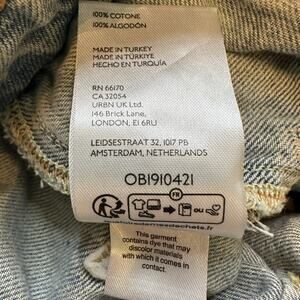 100% COTONE
100% ALGODÓN
MADE IN TURKEY
MADE IN TÜRKIYE
HECHO EN TURQUÍA
RN 66170
CA 32054
URBN UK Ltd.
146 Brick Lane,
LONDON, E1 6RU
LEIDSESTRAAT 32, 1017 PB
AMSTERDAM, NETHERLANDS
OB1910421
FR
This garment
contains dye that may
discolor materials
with which it comes in
contact.